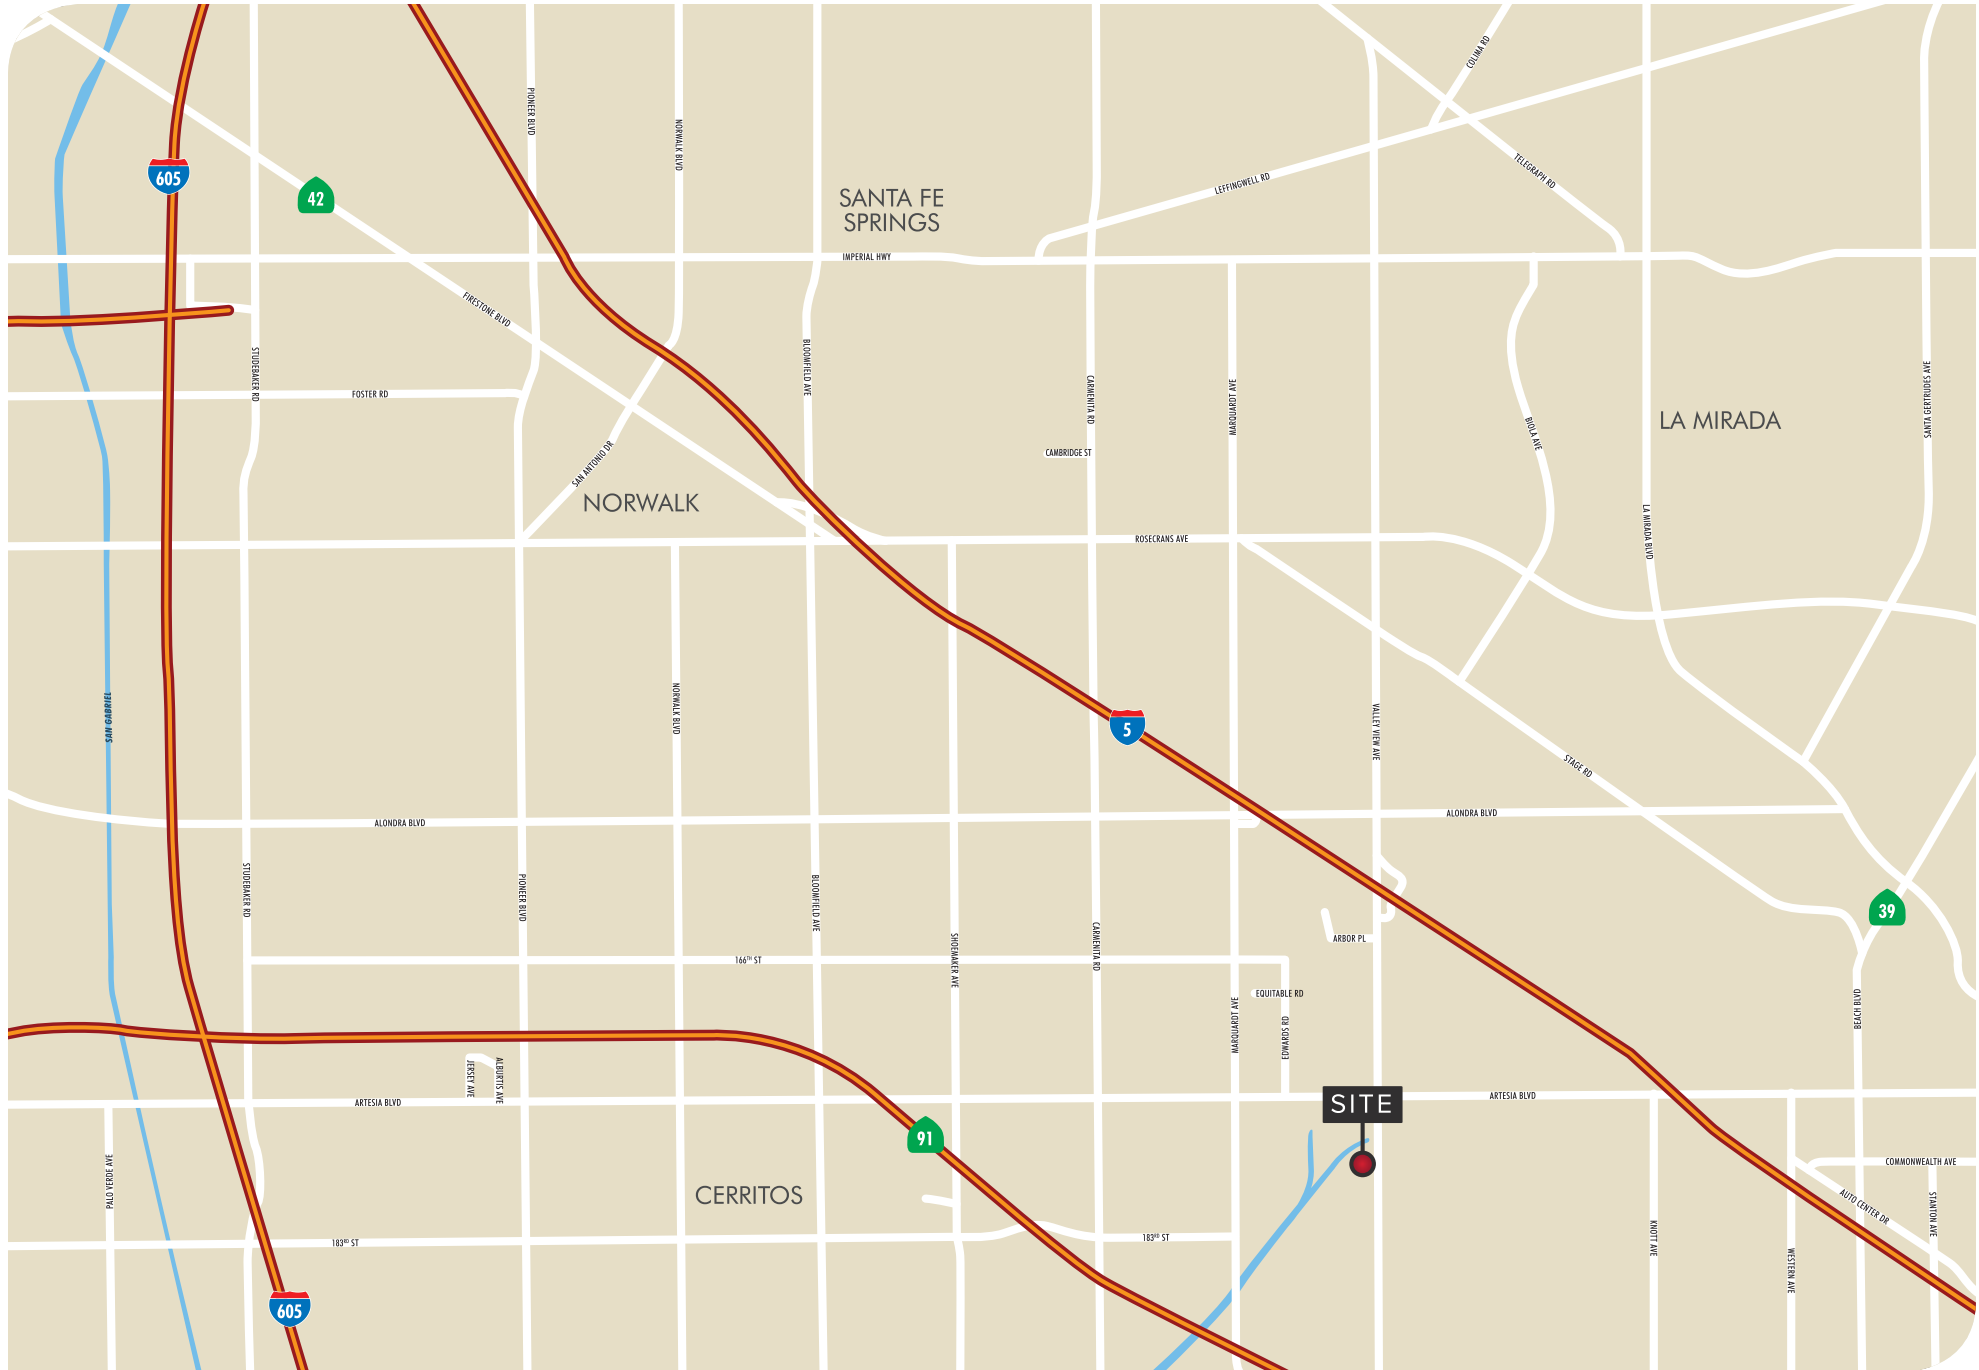 COLIMA RD
PIONEER BLVD
NORWALK BLVD
605
42
TELEGRAPH RD
LEFFINGWELL RD
SANTA FE
SPRINGS
IMPERIAL HWY
FIRESTONE BLVD
STUDEBAKER RD
FOSTER RD
BLOOMFIELD AVE
CARMENITA RD
MARQUARDT AVE
SANTA GERTRUDES AVE
BIOLA AVE
LA MIRADA
CAMBRIDGE ST
SAN ANTONIO DR
NORWALK
LA MIRADA BLVD
ROSECRANS AVE
SAN GABRIEL
NORWALK BLVD
5
VALLEY VIEW AVE
STAGE RD
ALONDRA BLVD
ALONDRA BLVD
STUDEBAKER RD
PIONEER BLVD
BLOOMFIELD AVE
39
SHOEMAKER AVE
CARMENITA RD
ARBOR PL
166TH ST
EQUITABLE RD
MARQUARDT AVE
EDWARDS RD
BEACH BLVD
JERSEY AVE
ALBURTIS AVE
ARTESIA BLVD
SITE
ARTESIA BLVD
91
PALO VERDE AVE
CERRITOS
COMMONWEALTH AVE
AUTO CENTER DR
STANTON AVE
KNOTT AVE
WESTERN AVE
183RD ST
183RD ST
605